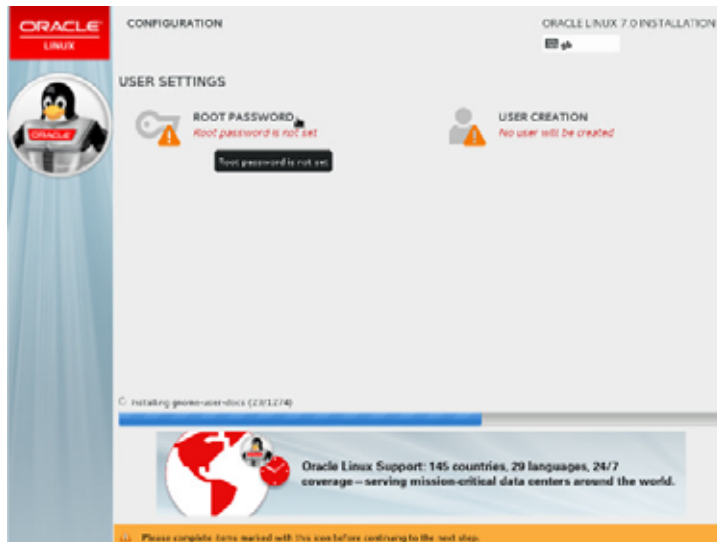 ORACLE
LINUX
CONFIGURATION
ORACLE LINUX 7.0 INSTALLATION
gb
USER SETTINGS
ORACLE
ROOT PASSWORD
Root password is not set
USER CREATION
No user will be created
Root password is not set
Installing gnome-user-docs (23/1274)
Oracle Linux Support: 145 countries, 29 languages, 24/7
coverage—serving mission-critical data centers around the world.
Please complete items marked with this icon before continuing to the next step.